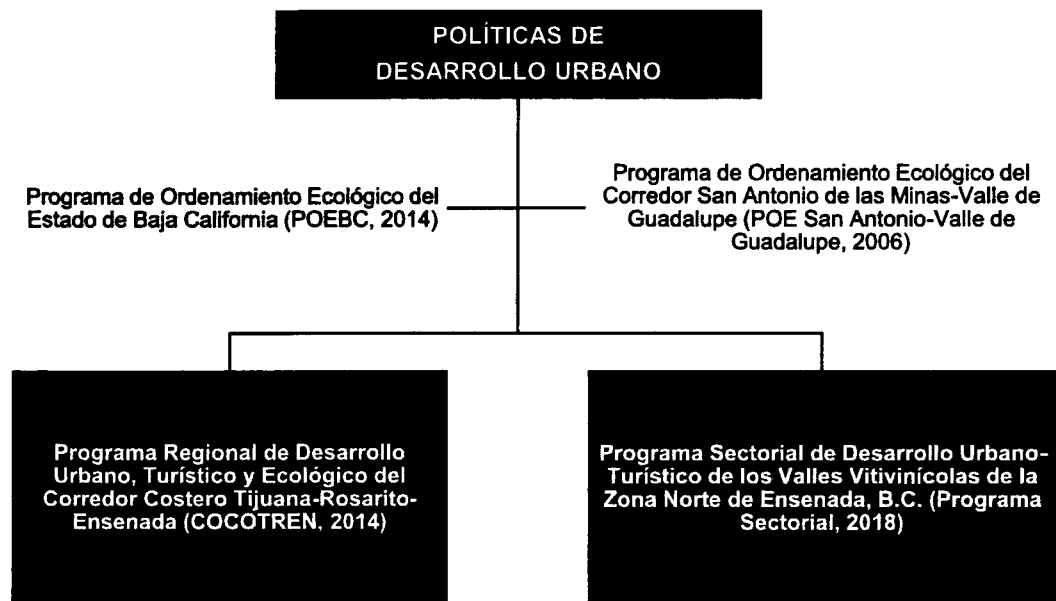 POLÍTICAS DE
DESARROLLO URBANO
Programa de Ordenamiento Ecológico del
Estado de Baja California (POEBC, 2014)
Programa de Ordenamiento Ecológico del
Corredor San Antonio de las Minas-Valle de
Guadalupe (POE San Antonio-Valle de
Guadalupe, 2006)
Programa Regional de Desarrollo
Urbano, Turístico y Ecológico del
Corredor Costero Tijuana-Rosarito-
Ensenada (COCOTREN, 2014)
Programa Sectorial de Desarrollo Urbano-
Turístico de los Valles Vitivinícolas de la
Zona Norte de Ensenada, B.C. (Programa
Sectorial, 2018)